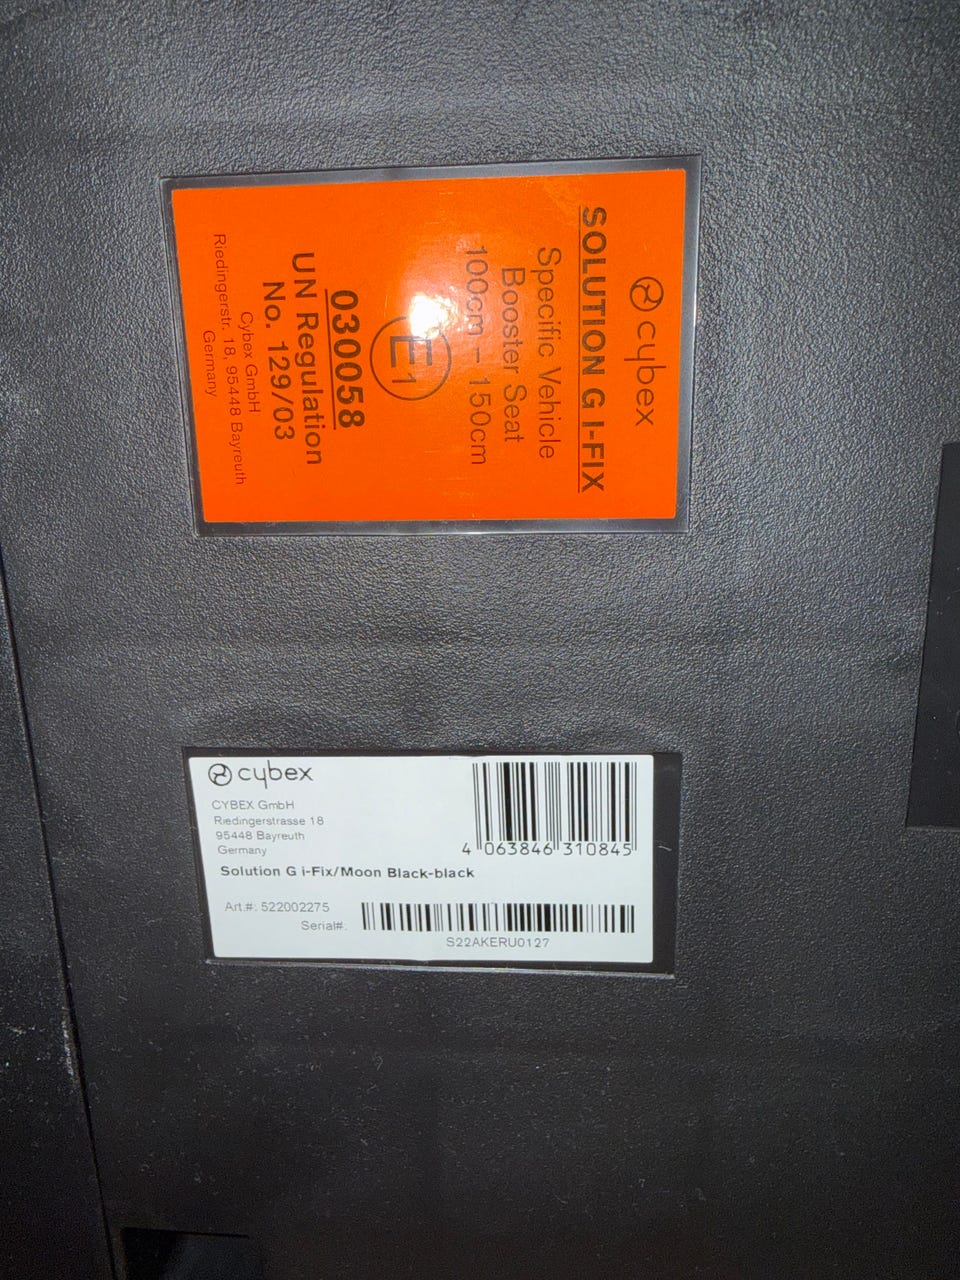 cybex
SOLUTION G I-FIX
Specific Vehicle
Booster Seat
100cm – 150cm
E1
030058
UN Regulation
No. 129/03
Cybex GmbH
Riedingerstr. 18, 95448 Bayreuth
Germany
cybex
CYBEX GmbH
Riedingerstrasse 18
95448 Bayreuth
Germany
4 063846 310845
Solution G i-Fix/Moon Black-black
Art.#: 522002275
Serial#:
S22AKERU0127